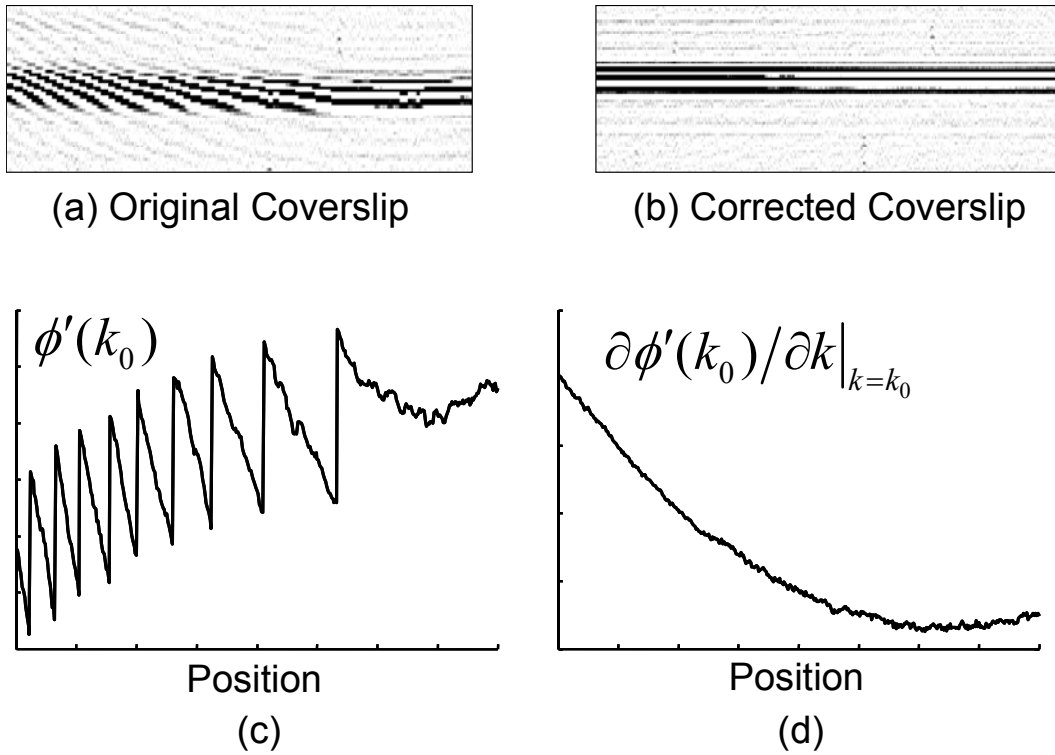 (a) Original Coverslip
(b) Corrected Coverslip
ϕ′(k₀)
∂ϕ′(k₀)/∂k|ₖ₌ₖ₀
Position
Position
(c)
(d)